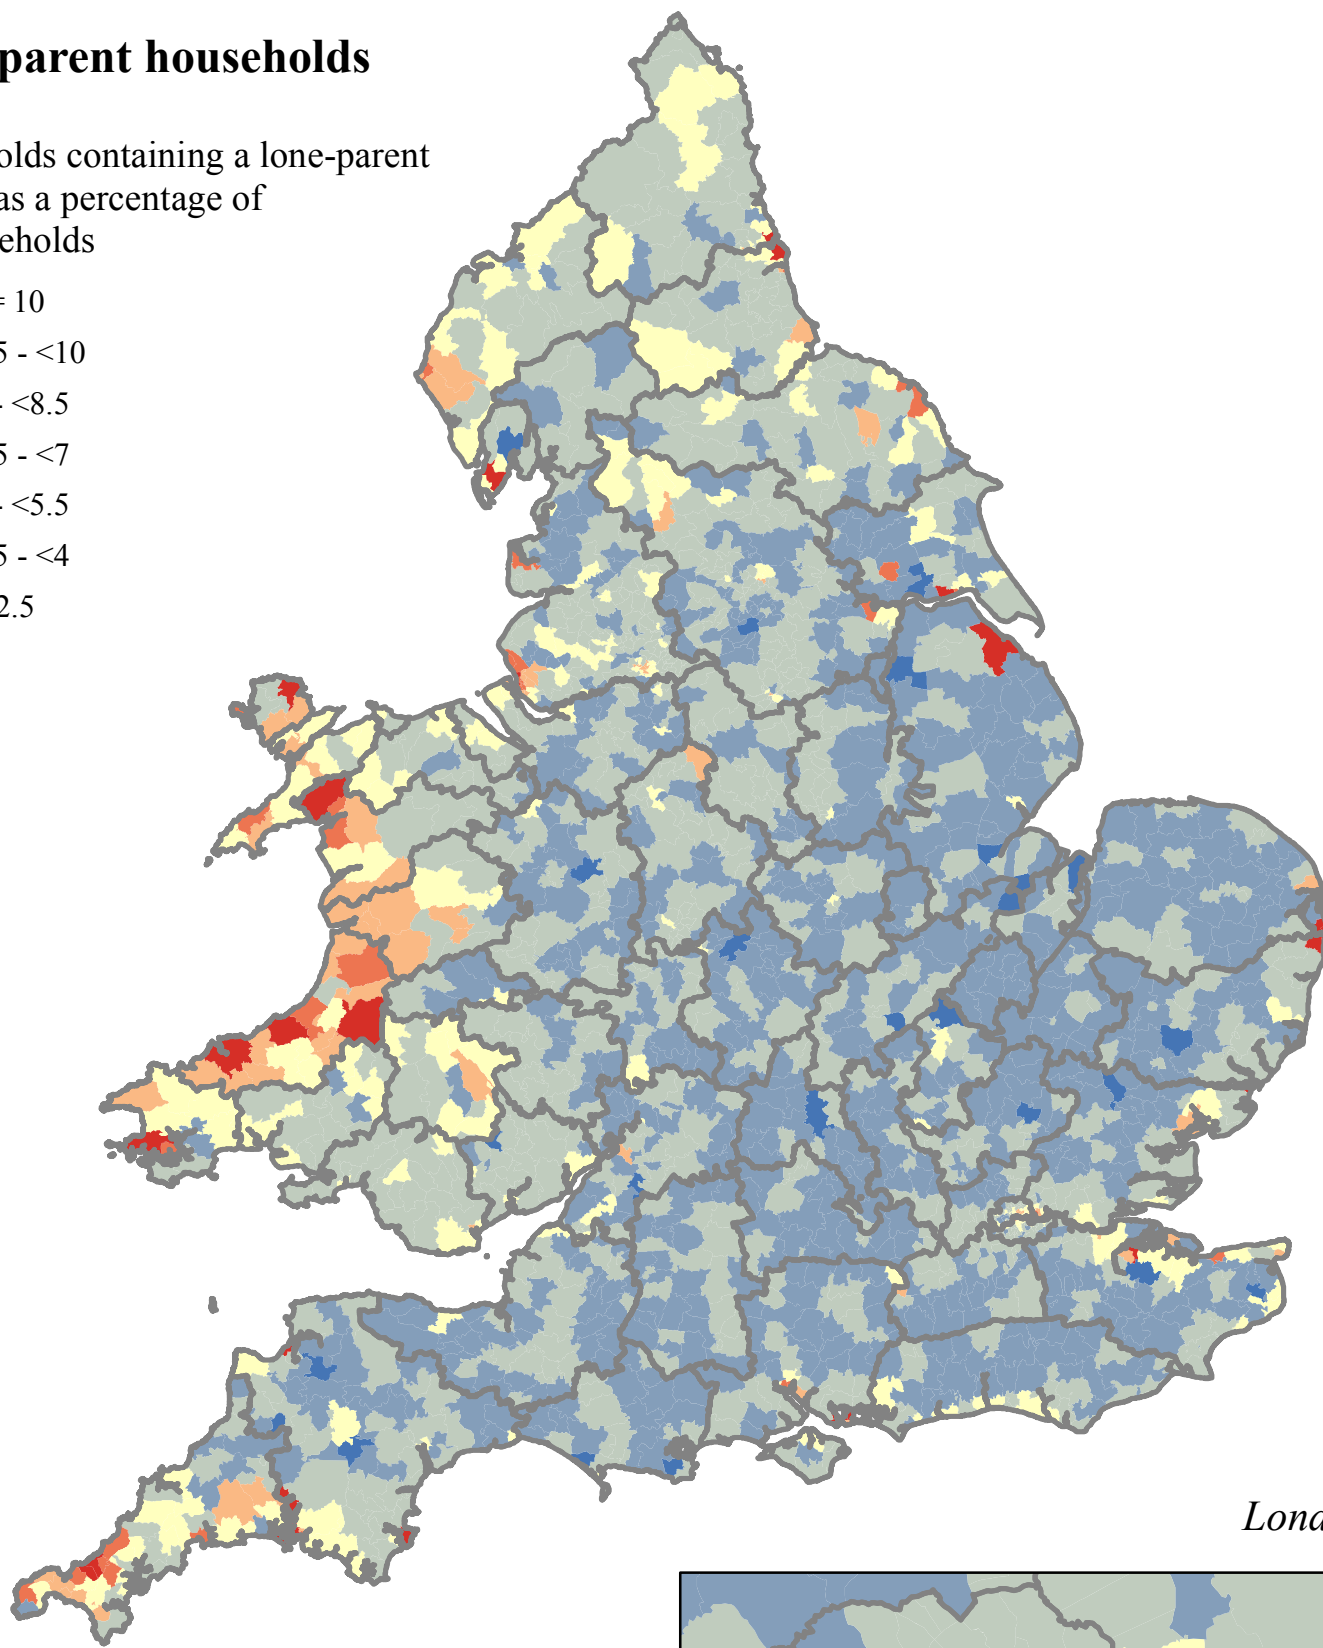 parent households
olds containing a lone-parent
as a percentage of
eholds
= 10
5 - <10
- <8.5
5 - <7
- <5.5
5 - <4
2.5
Lond